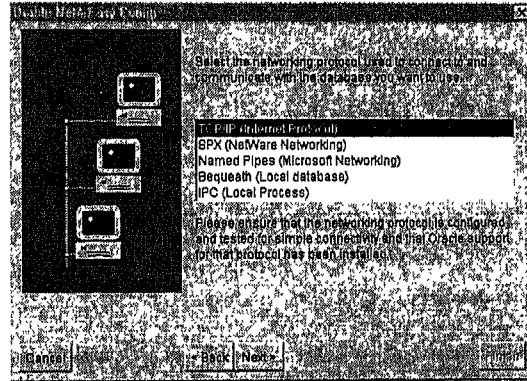 Select the networking protocol used to connect to and
communicate with the database you want to use.
TCP/IP (Internet Protocol)
SPX (NetWare Networking)
Named Pipes (Microsoft Networking)
Bequeath (Local database)
IPC (Local Process)
Please ensure that the networking protocol is configured
and tested for simple connectivity and that Oracle support
for that protocol has been installed.
Cancel
Back
Next